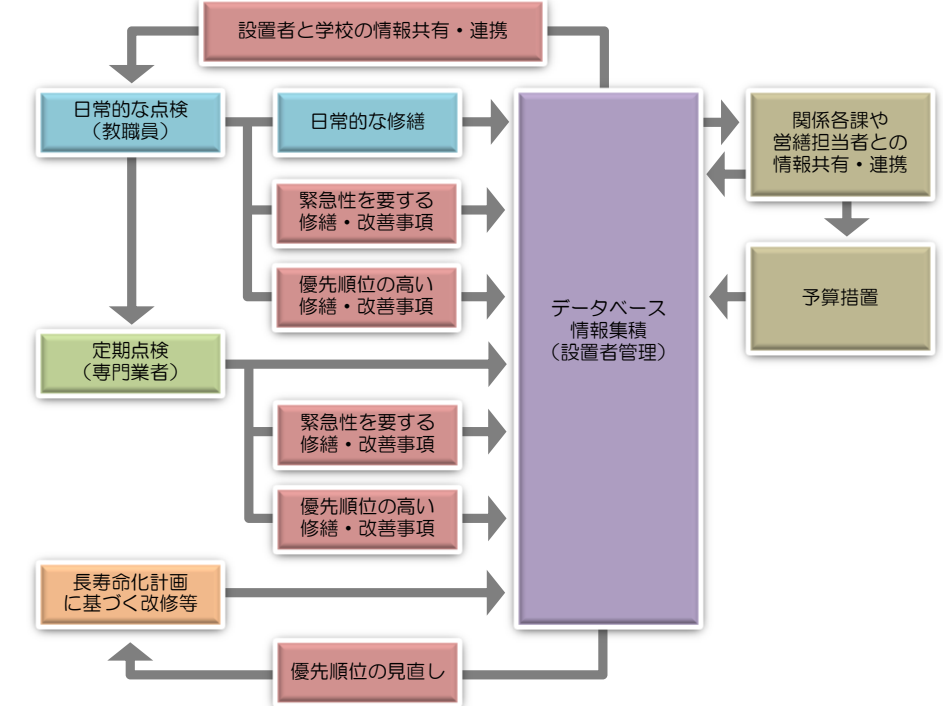 設置者と学校の情報共有・連携
日常的な点検
（教職員）
日常的な修繕
緊急性を要する
修繕・改善事項
優先順位の高い
修繕・改善事項
定期点検
（専門業者）
緊急性を要する
修繕・改善事項
優先順位の高い
修繕・改善事項
長寿命化計画
に基づく改修等
優先順位の見直し
データベース
情報集積
（設置者管理）
関係各課や
営繕担当者との
情報共有・連携
予算措置